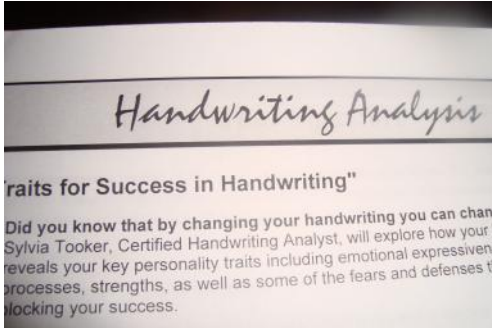 Handwriting Analysis
raits for Success in Handwriting"
Did you know that by changing your handwriting you can chan
Sylvia Tooker, Certified Handwriting Analyst, will explore how your
reveals your key personality traits including emotional expressiven
processes, strengths, as well as some of the fears and defenses t
locking your success.